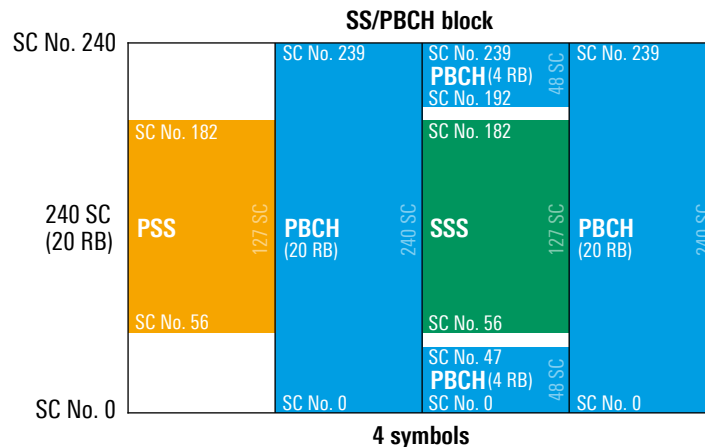 SS/PBCH block
SC No. 240
240 SC
(20 RB)
SC No. 0
SC No. 182
PSS
127 SC
SC No. 56
SC No. 239
PBCH
(20 RB)
240 SC
SC No. 0
SC No. 239
PBCH (4 RB)
SC No. 192
48 SC
SC No. 182
SSS
127 SC
SC No. 56
SC No. 47
PBCH (4 RB)
SC No. 0
48 SC
SC No. 239
PBCH
(20 RB)
240 SC
SC No. 0
4 symbols